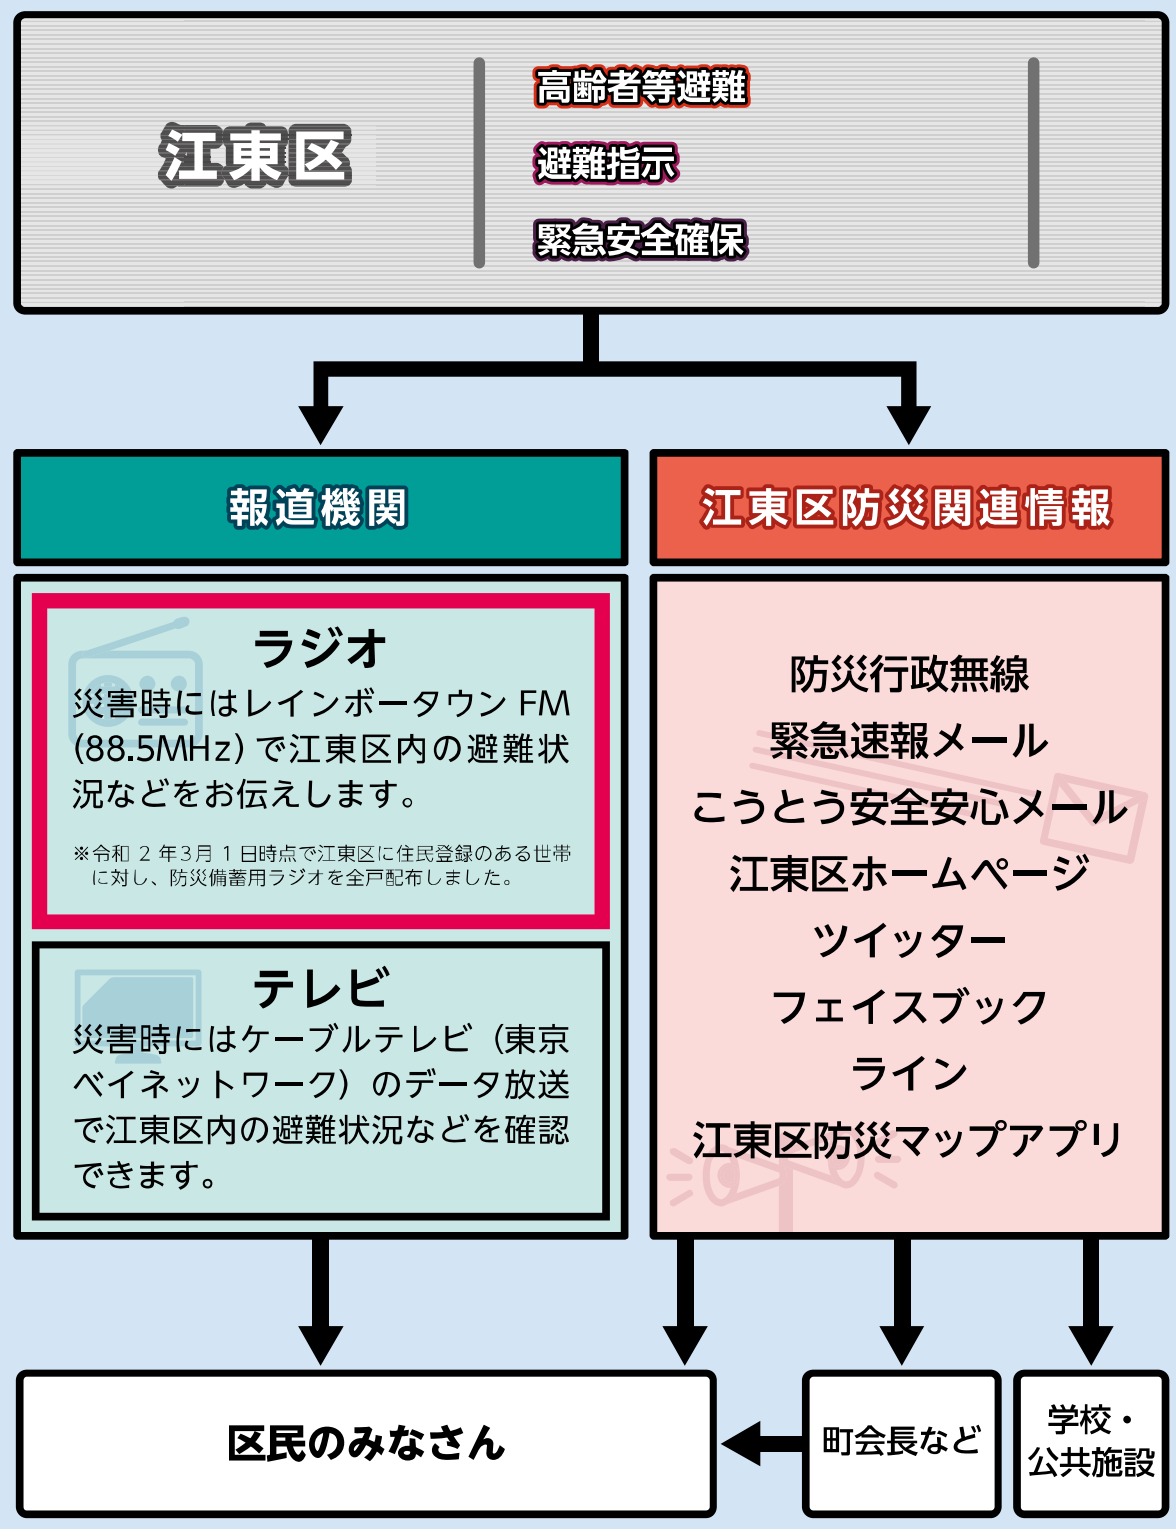 江東区
高齢者等避難
避難指示
緊急安全確保
報道機関
江東区防災関連情報
ラジオ
災害時にはレインボータウン FM
(88.5MHz) で江東区内の避難状
況などをお伝えします。
※令和 2 年3月 1 日時点で江東区に住民登録のある世帯
に対し、防災備蓄用ラジオを全戸配布しました。
テレビ
災害時にはケーブルテレビ（東京
ベイネットワーク）のデータ放送
で江東区内の避難状況などを確認
できます。
防災行政無線
緊急速報メール
こうとう安全安心メール
江東区ホームページ
ツイッター
フェイスブック
ライン
江東区防災マップアプリ
区民のみなさん
町会長など
学校・
公共施設